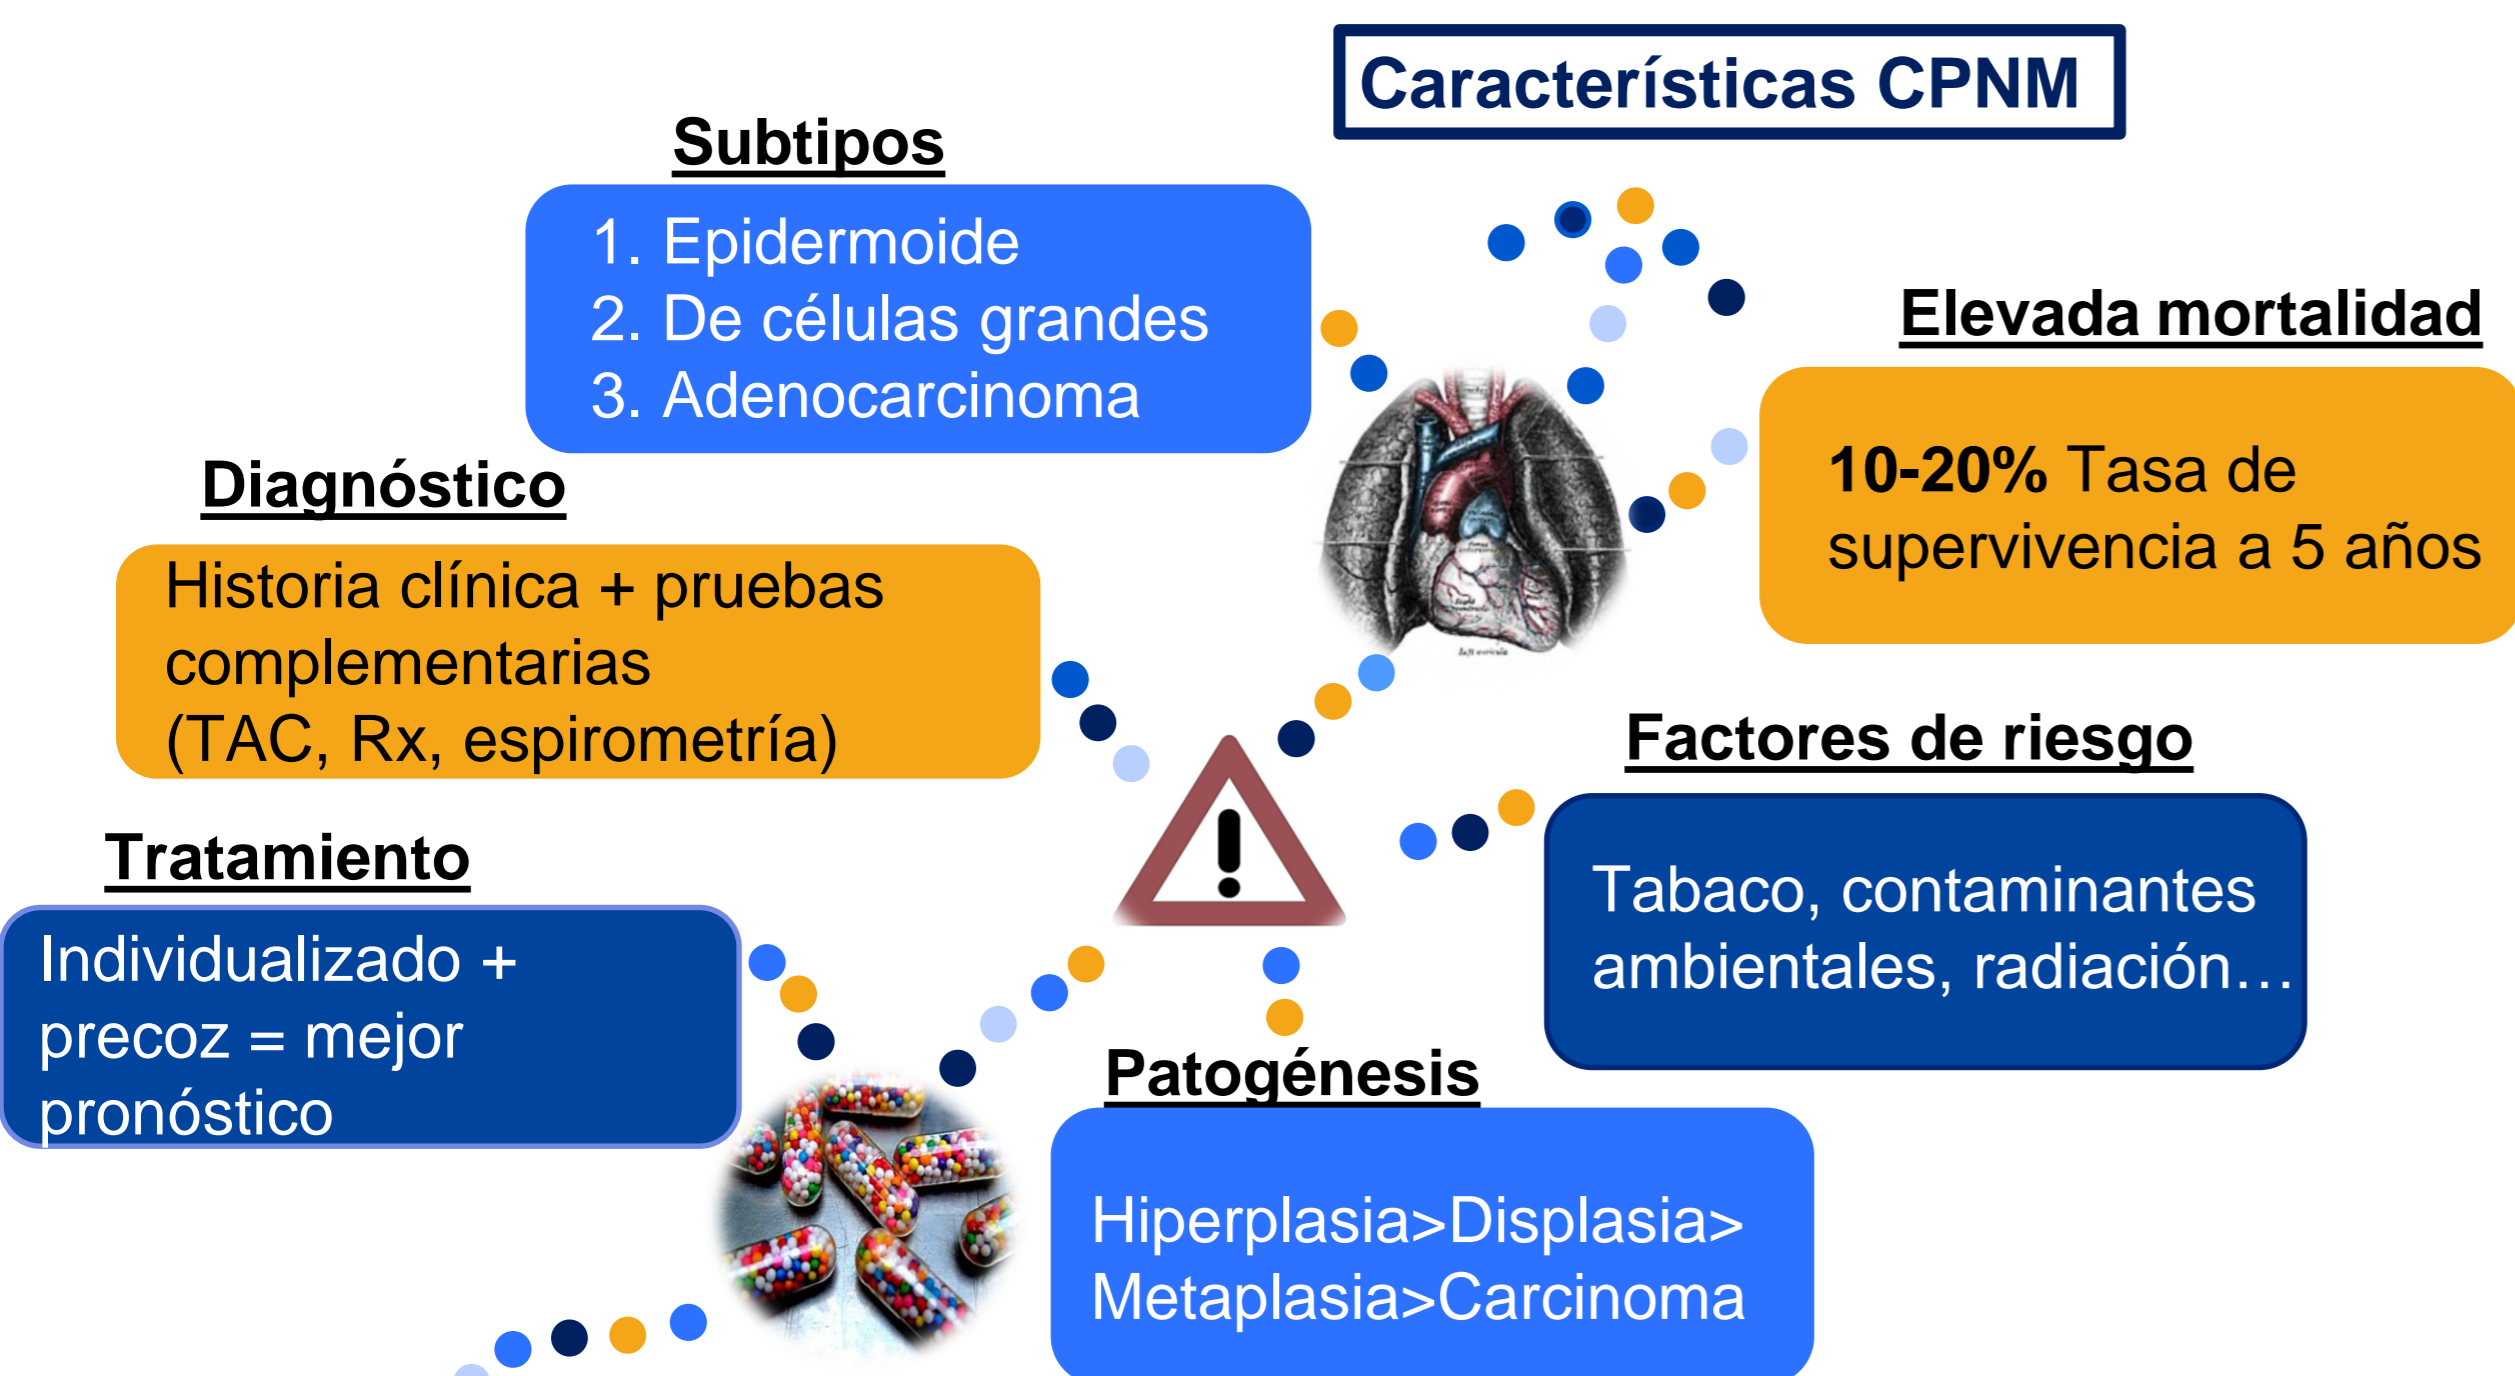 Características CPNM
Subtipos
1. Epidermoide
2. De células grandes
3. Adenocarcinoma
Elevada mortalidad
10-20% Tasa de
supervivencia a 5 años
Diagnóstico
Historia clínica + pruebas
complementarias
(TAC, Rx, espirometría)
Factores de riesgo
Tabaco, contaminantes
ambientales, radiación…
Tratamiento
Individualizado +
precoz = mejor
pronóstico
Patogénesis
Hiperplasia>Displasia>
Metaplasia>Carcinoma